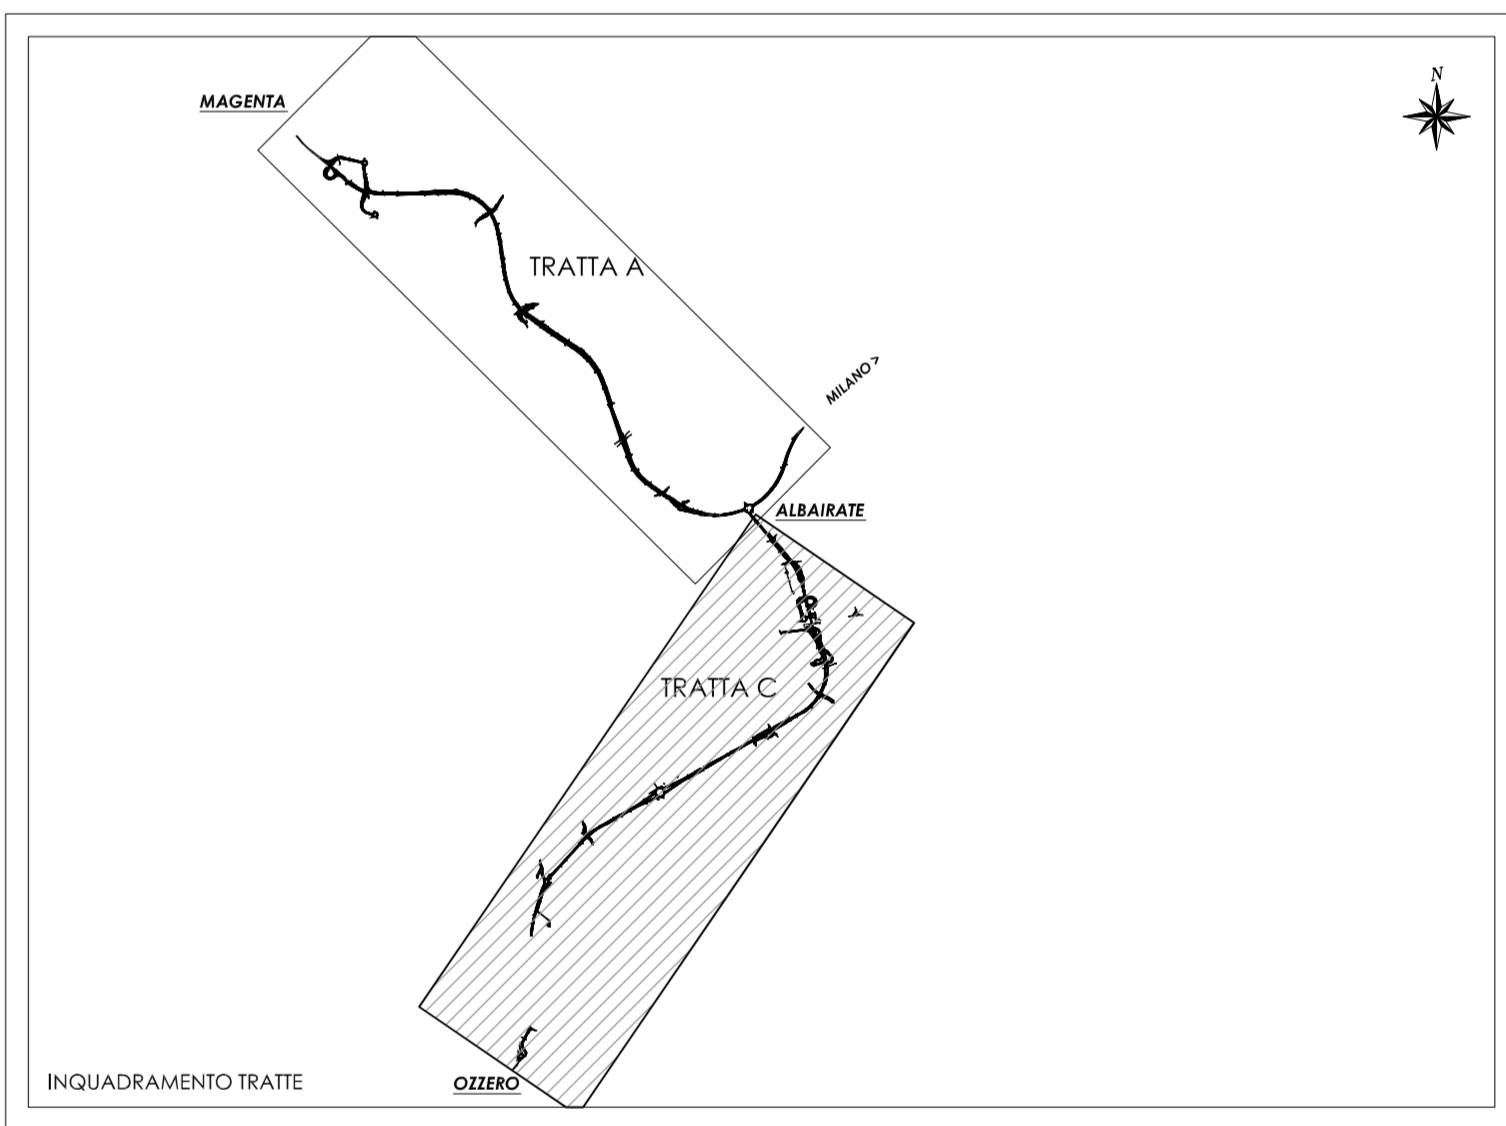 N
MAGENTA
TRATTA A
MILANO >
ALBAIRATE
TRATTA C
INQUADRAMENTO TRATTE
OZZERO